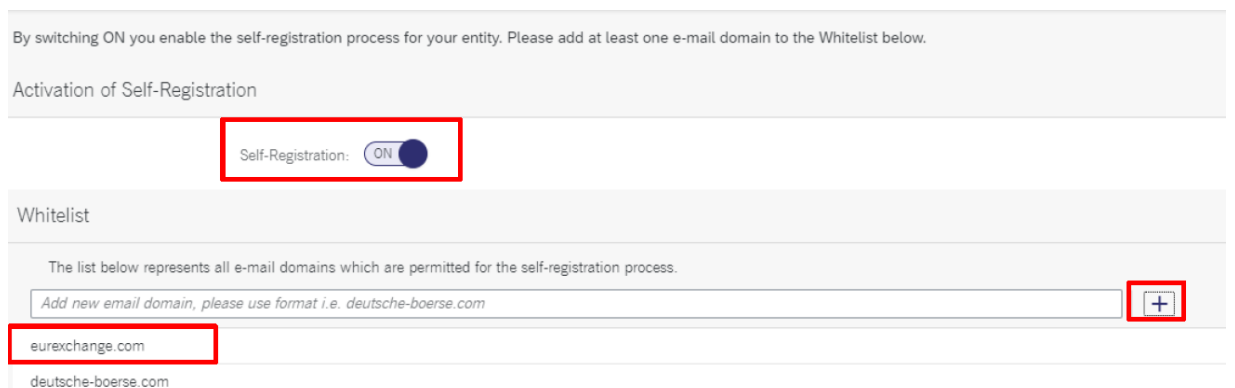 By switching ON you enable the self-registration process for your entity. Please add at least one e-mail domain to the Whitelist below.
Activation of Self-Registration
Self-Registration: ON
Whitelist
The list below represents all e-mail domains which are permitted for the self-registration process.
Add new email domain, please use format i.e. deutsche-boerse.com
+
eurexchange.com
deutsche-boerse.com